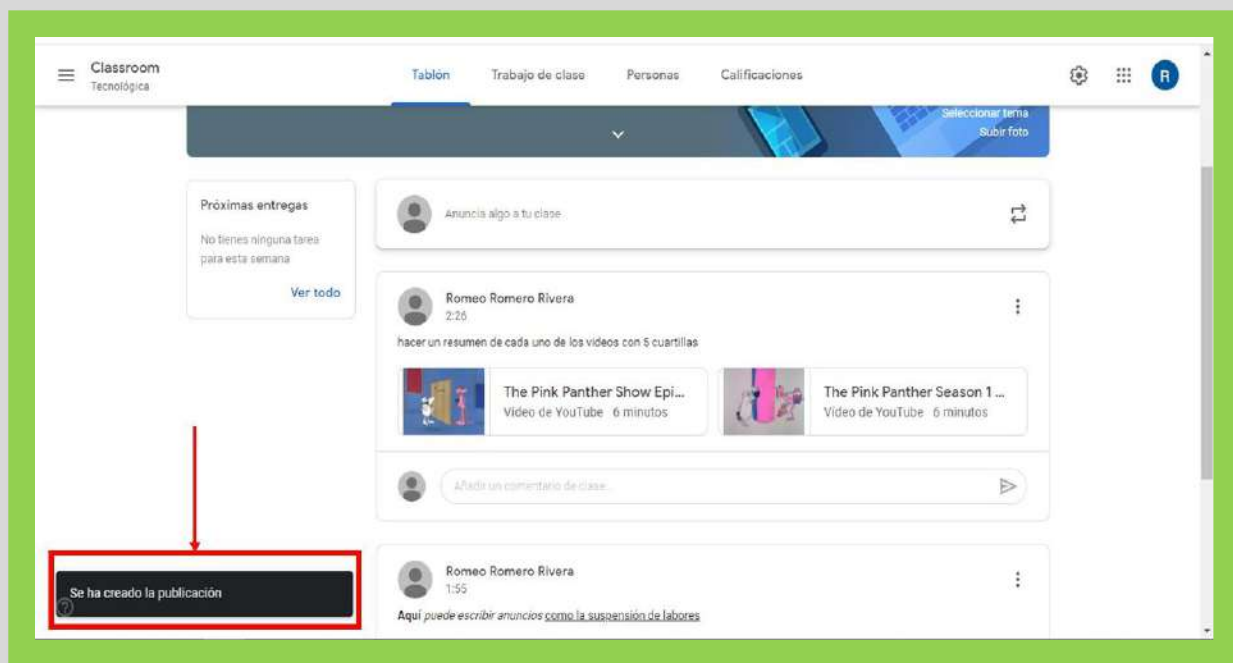 Classroom
Tecnológica
Tablón
Trabajo de clase
Personas
Calificaciones
R
Seleccionar tema
Subir foto
Próximas entregas
No tienes ninguna tarea
para esta semana
Ver todo
Anuncia algo a tu clase
Romeo Romero Rivera
2:26
hacer un resumen de cada uno de los videos con 5 cuartillas
The Pink Panther Show Epi...
Vídeo de YouTube 6 minutos
The Pink Panther Season 1 ...
Vídeo de YouTube 6 minutos
Añadir un comentario de clase...
Se ha creado la publicación
?
Romeo Romero Rivera
1:55
Aquí puede escribir anuncios como la suspensión de labores